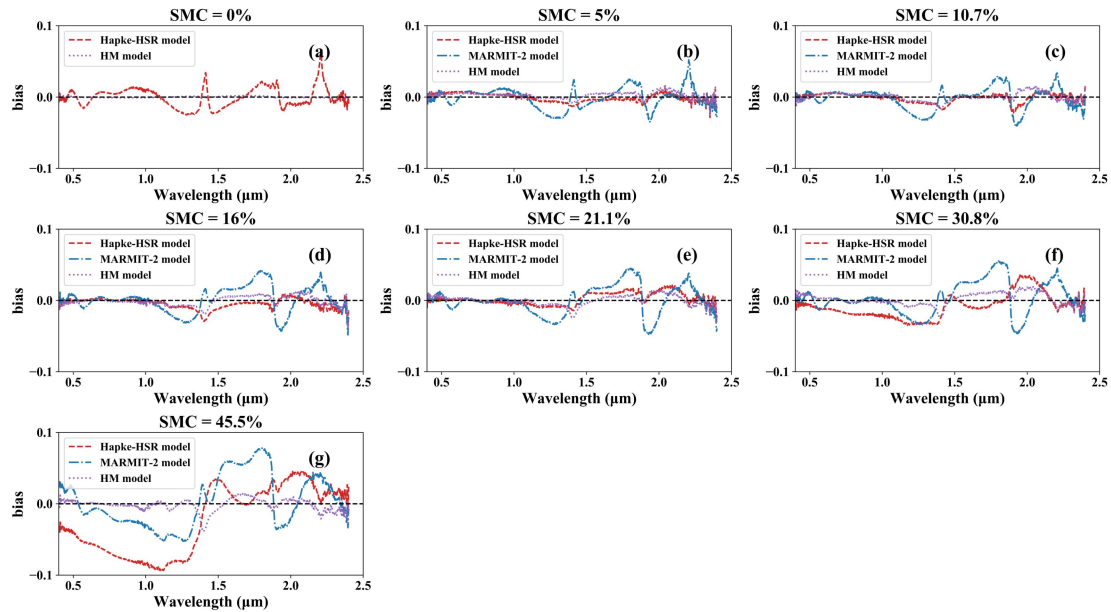 SMC = 0%
0.1
0.0
-0.1
bias
Hapke-HSR model
HM model
(a)
0.5 1.0 1.5 2.0 2.5
Wavelength (μm)
SMC = 5%
0.1
0.0
-0.1
bias
Hapke-HSR model
MARMIT-2 model
HM model
(b)
0.5 1.0 1.5 2.0 2.5
Wavelength (μm)
SMC = 10.7%
0.1
0.0
-0.1
bias
Hapke-HSR model
MARMIT-2 model
HM model
(c)
0.5 1.0 1.5 2.0 2.5
Wavelength (μm)
SMC = 16%
0.1
0.0
-0.1
bias
Hapke-HSR model
MARMIT-2 model
HM model
(d)
0.5 1.0 1.5 2.0 2.5
Wavelength (μm)
SMC = 21.1%
0.1
0.0
-0.1
bias
Hapke-HSR model
MARMIT-2 model
HM model
(e)
0.5 1.0 1.5 2.0 2.5
Wavelength (μm)
SMC = 30.8%
0.1
0.0
-0.1
bias
Hapke-HSR model
MARMIT-2 model
HM model
(f)
0.5 1.0 1.5 2.0 2.5
Wavelength (μm)
SMC = 45.5%
0.1
0.0
-0.1
bias
Hapke-HSR model
MARMIT-2 model
HM model
(g)
0.5 1.0 1.5 2.0 2.5
Wavelength (μm)